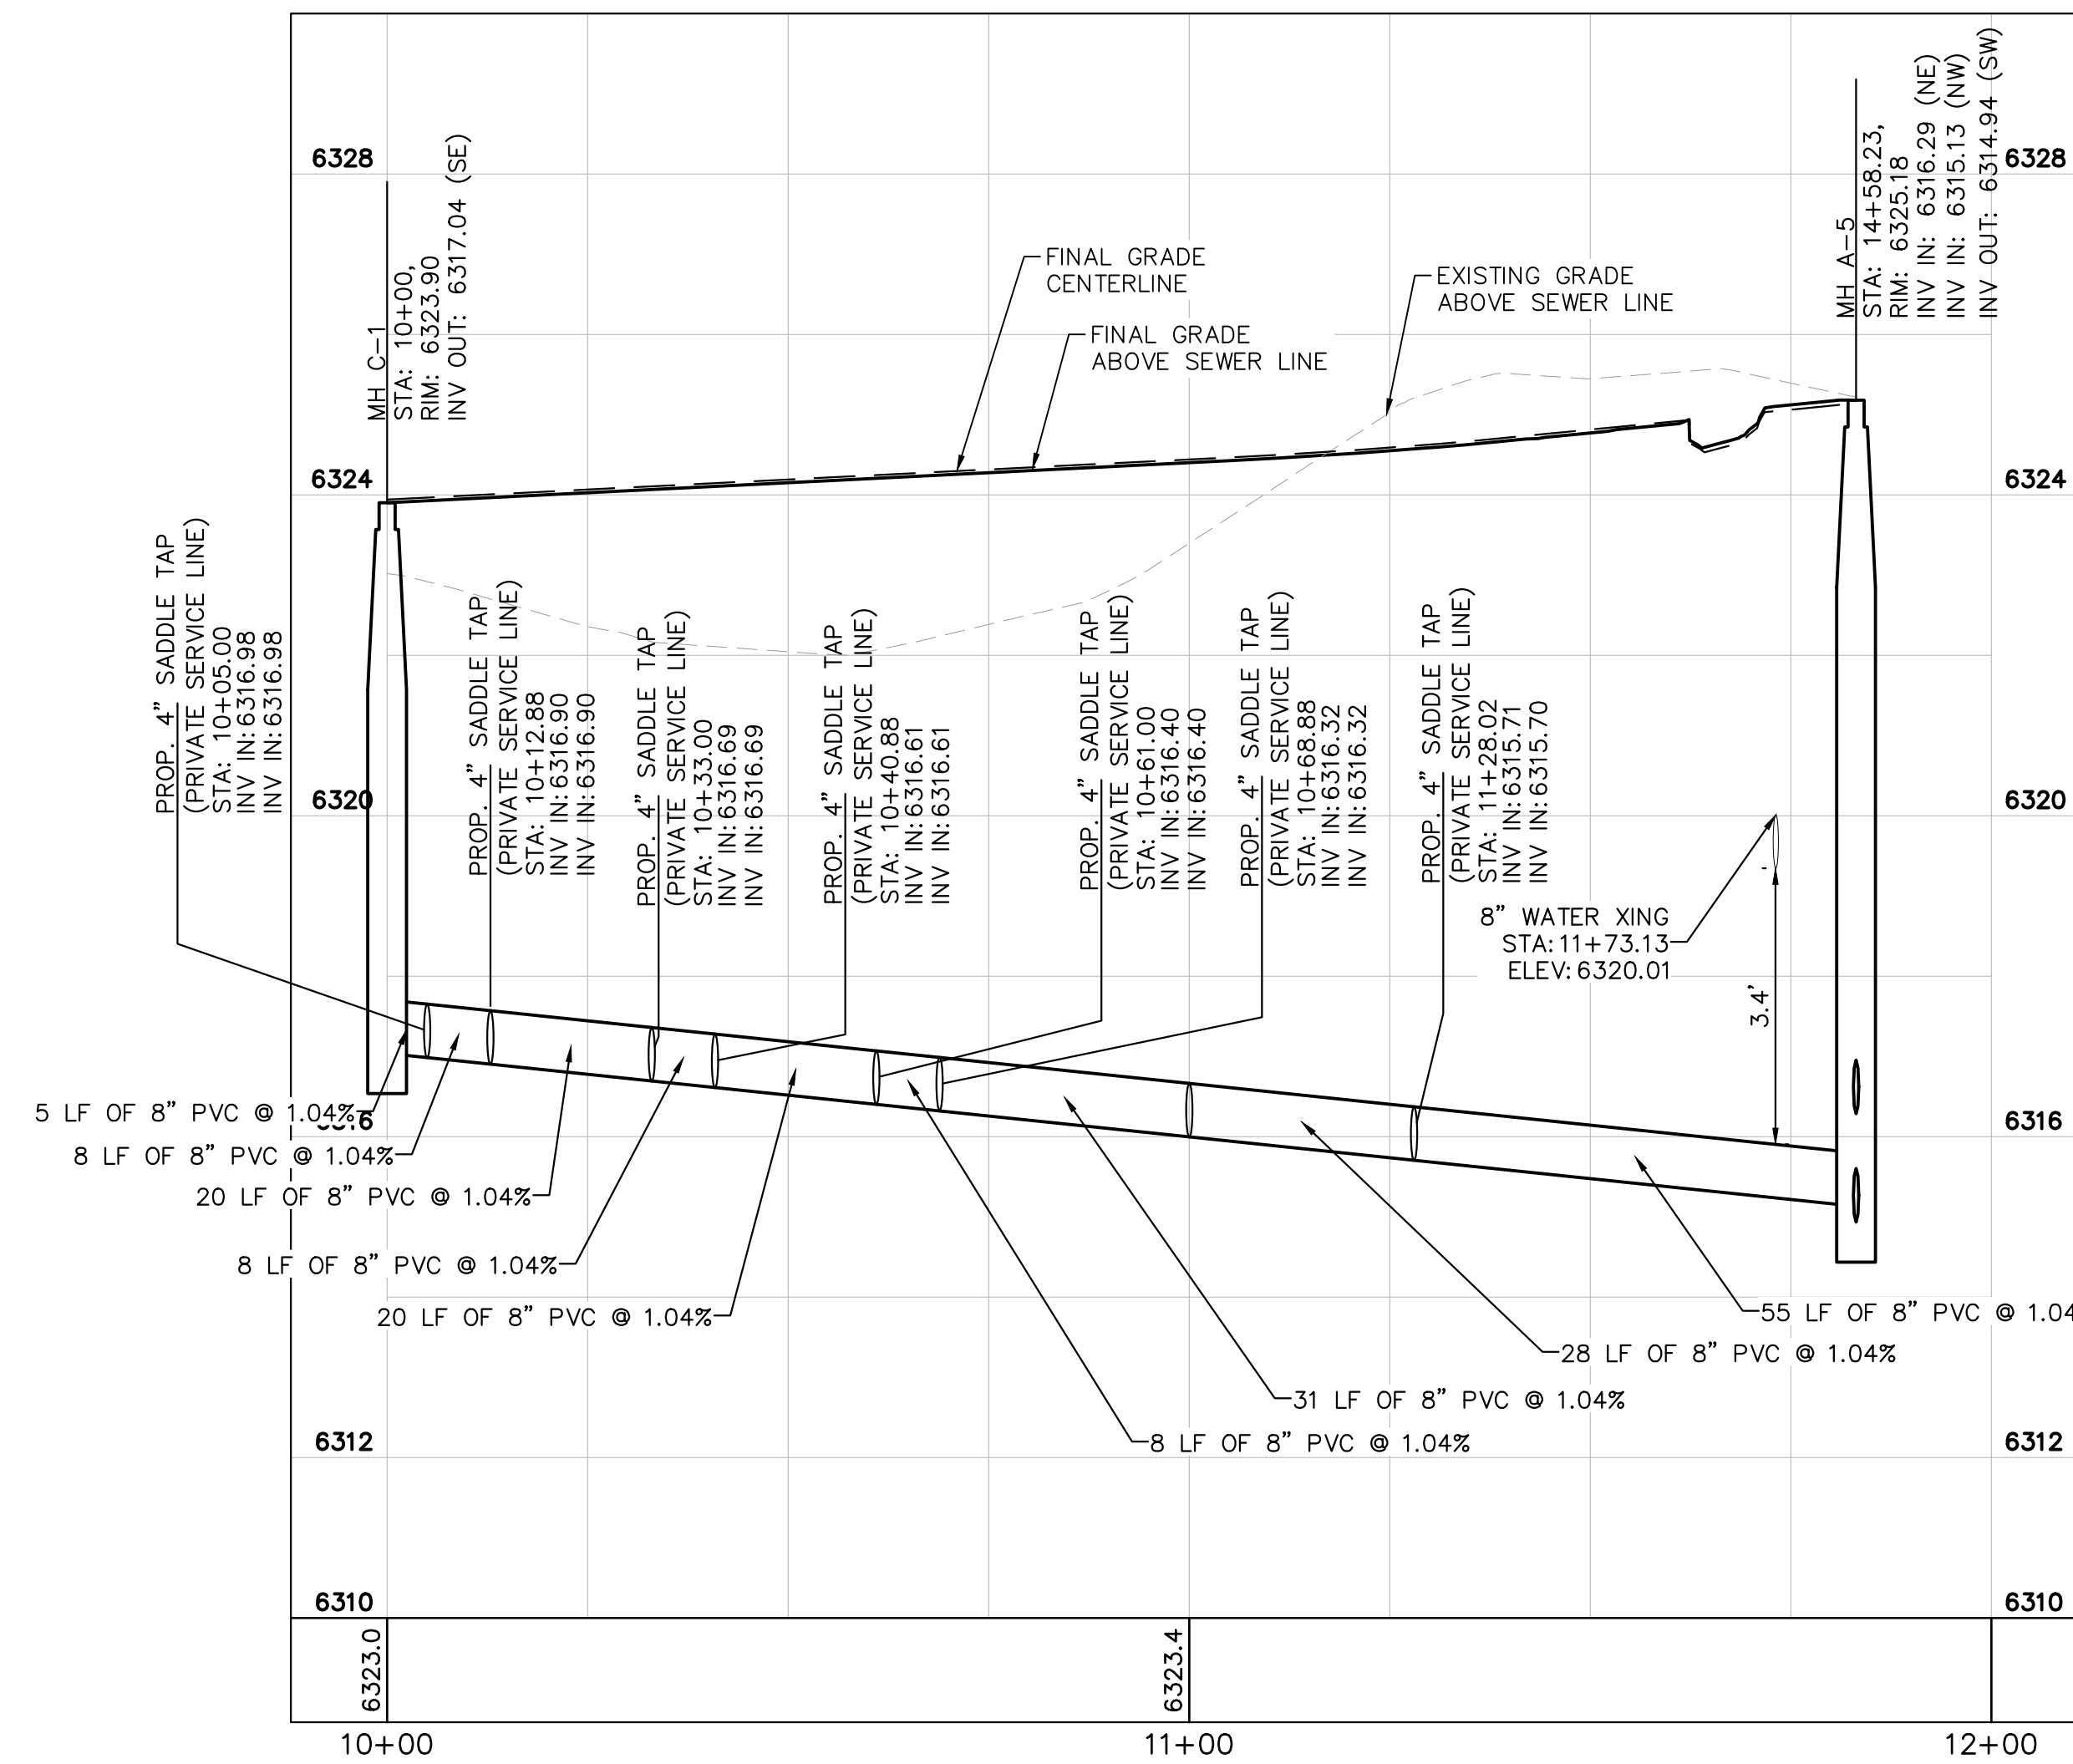 6328
6324
6320
6316
6312
6310
6328
6324
6320
6316
6312
6310
MH C-1
STA: 10+00,
RIM: 6323.90
INV OUT: 6317.04 (SE)
MH A-5
STA: 14+58.23,
RIM: 6325.18
INV IN: 6316.29 (NE)
INV IN: 6315.13 (NW)
INV OUT: 6314.94 (SW)
FINAL GRADE
CENTERLINE
FINAL GRADE
ABOVE SEWER LINE
EXISTING GRADE
ABOVE SEWER LINE
PROP. 4” SADDLE TAP
(PRIVATE SERVICE LINE)
STA: 10+05.00
INV IN:6316.98
INV IN:6316.98
PROP. 4” SADDLE TAP
(PRIVATE SERVICE LINE)
STA: 10+12.88
INV IN:6316.90
INV IN:6316.90
PROP. 4” SADDLE TAP
(PRIVATE SERVICE LINE)
STA: 10+33.00
INV IN:6316.69
INV IN:6316.69
PROP. 4” SADDLE TAP
(PRIVATE SERVICE LINE)
STA: 10+40.88
INV IN:6316.61
INV IN:6316.61
PROP. 4” SADDLE TAP
(PRIVATE SERVICE LINE)
STA: 10+61.00
INV IN:6316.40
INV IN:6316.40
PROP. 4” SADDLE TAP
(PRIVATE SERVICE LINE)
STA: 10+68.88
INV IN:6316.32
INV IN:6316.32
PROP. 4” SADDLE TAP
(PRIVATE SERVICE LINE)
STA: 11+28.02
INV IN:6315.71
INV IN:6315.70
8” WATER XING
STA:11+73.13
ELEV:6320.01
3.4'
5 LF OF 8” PVC @ 1.04%
8 LF OF 8” PVC @ 1.04%
20 LF OF 8” PVC @ 1.04%
8 LF OF 8” PVC @ 1.04%
20 LF OF 8” PVC @ 1.04%
55 LF OF 8” PVC @ 1.04
28 LF OF 8” PVC @ 1.04%
31 LF OF 8” PVC @ 1.04%
8 LF OF 8” PVC @ 1.04%
6323.0
6323.4
10+00
11+00
12+00